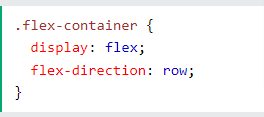 .flex-container {
  display: flex;
  flex-direction: row;
}